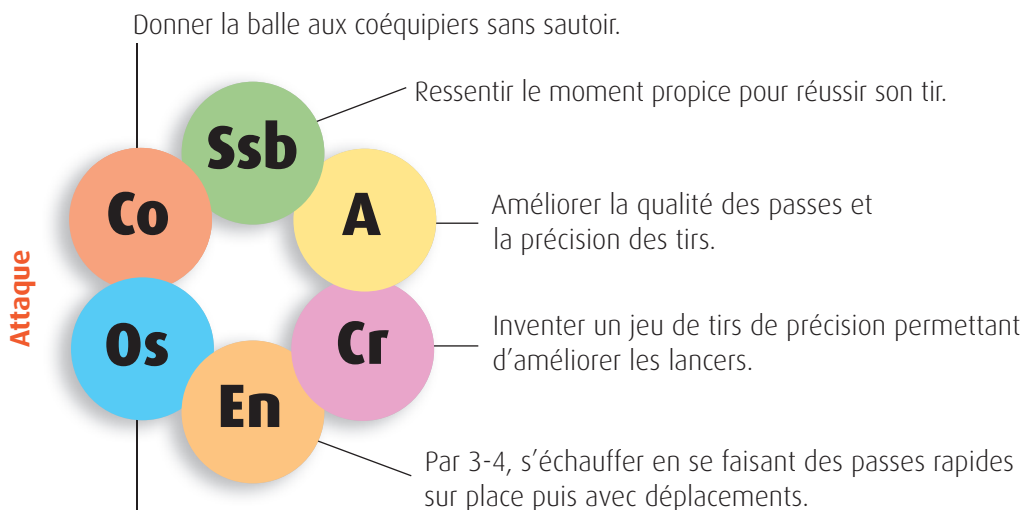 Donner la balle aux coéquipiers sans sautoir.
Ssb
Ressentir le moment propice pour réussir son tir.
Co
A
Améliorer la qualité des passes et
la précision des tirs.
Attaque
Os
Cr
Inventer un jeu de tirs de précision permettant
d’améliorer les lancers.
En
Par 3-4, s’échauffer en se faisant des passes rapides
sur place puis avec déplacements.